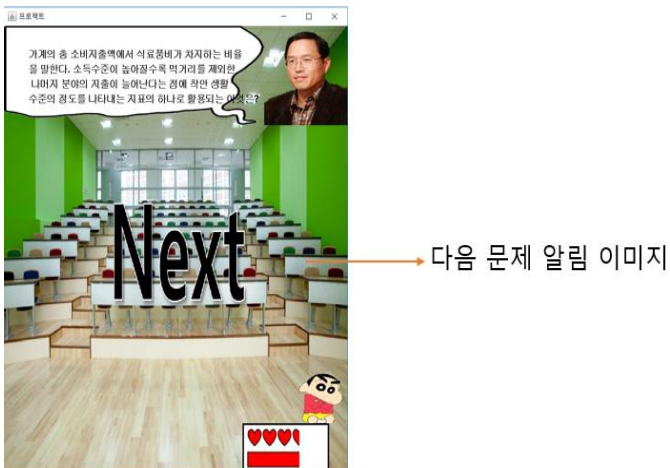 프로젝트
가계의 총 소비지출액에서 식료품비가 차지하는 비율
을 말한다. 소득수준이 높아질수록 먹거리를 제외한
나머지 분야의 지출이 늘어난다는 점에 착안 생활
수준의 정도를 나타내는 지표의 하나로 활용되는 이것은?
Next
다음 문제 알림 이미지